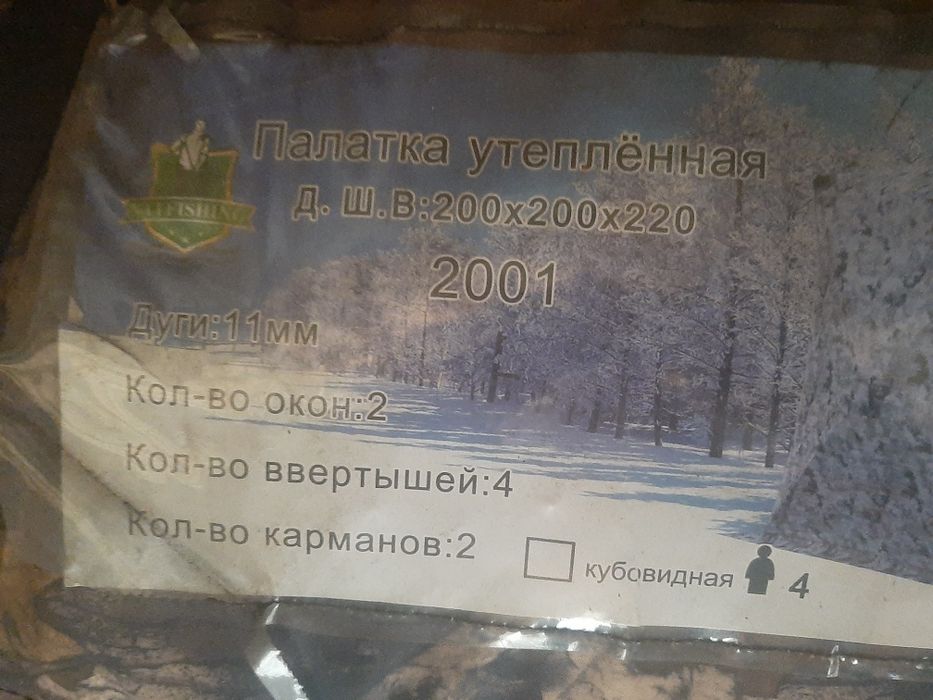 Палатка утеплённая
Д. Ш.В:200х200х220
2001
Дуги:11мм
Кол-во окон:2
Кол-во ввертышей:4
Кол-во карманов:2
кубовидная 4